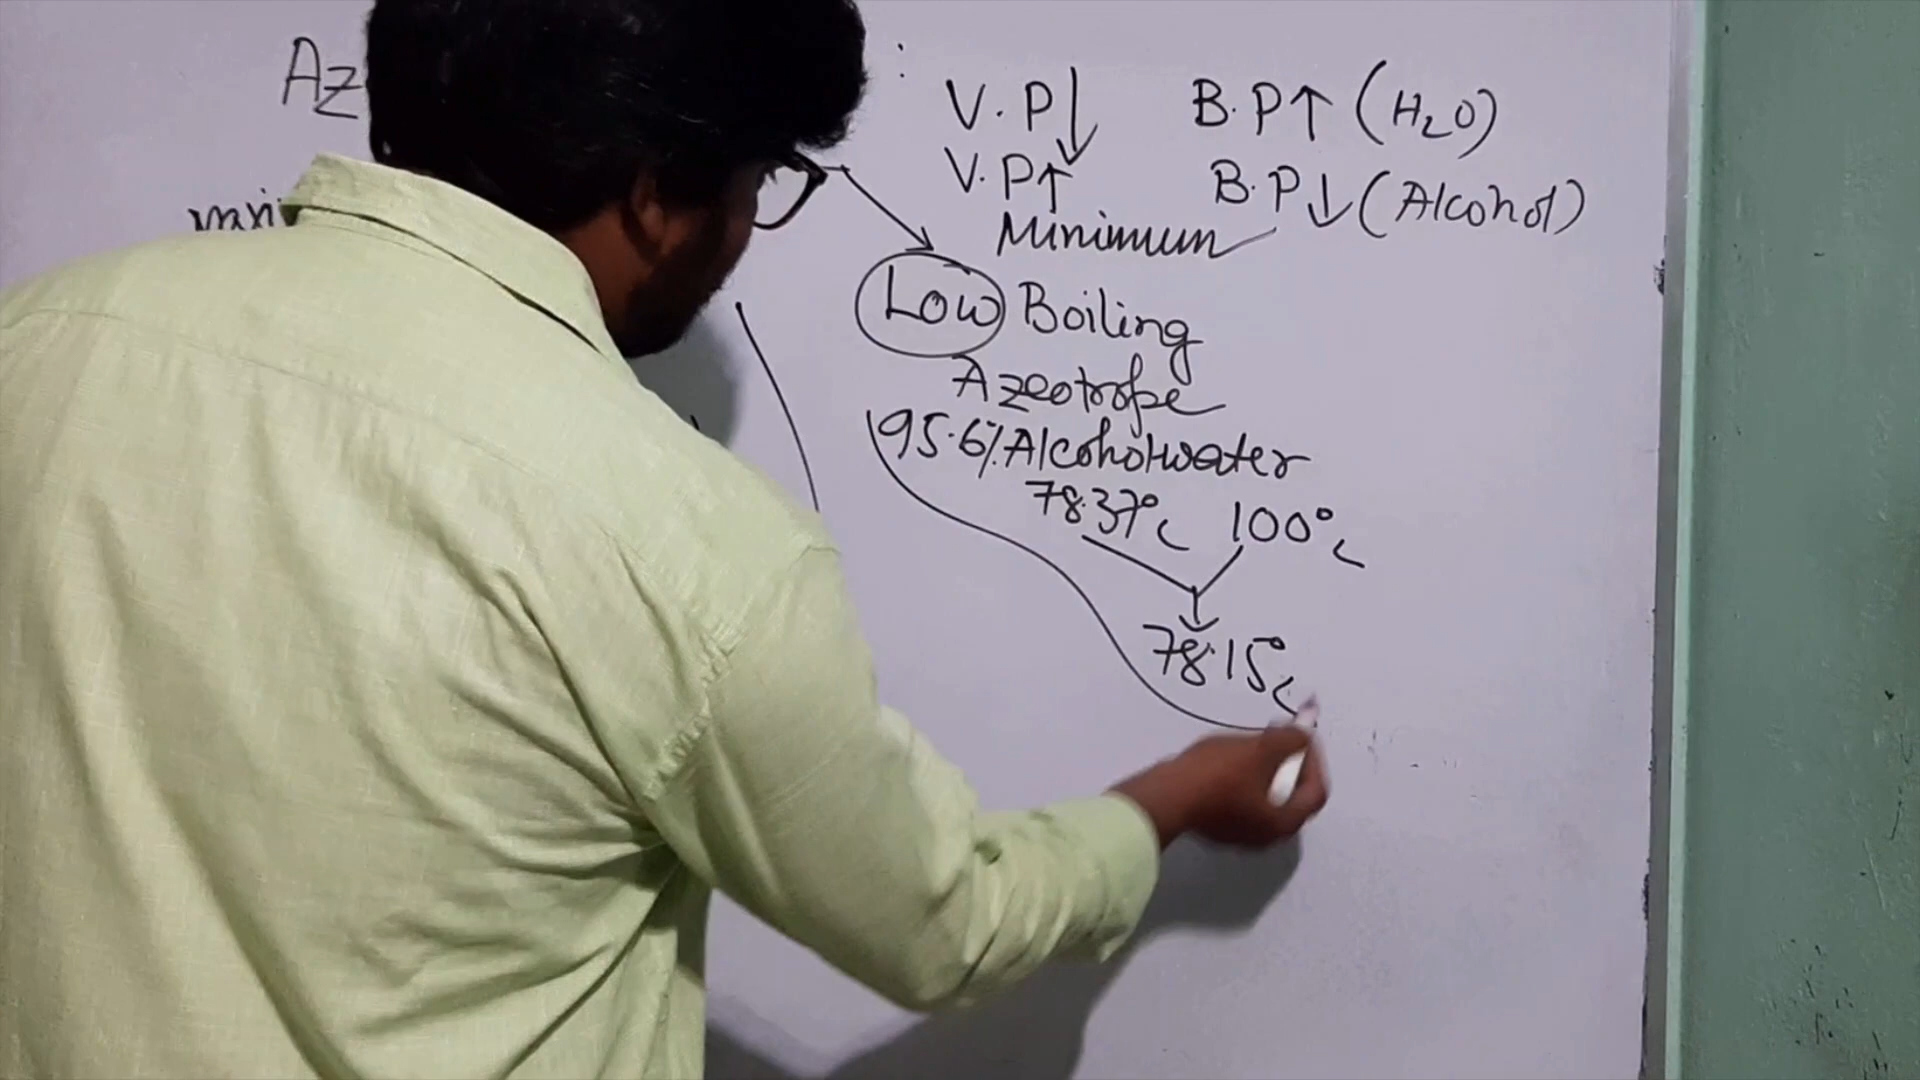 Az :
V.P↓ B.P↑ (H₂O)
V.P↑ B.P↓ (Alcohol)
Minimum
Low Boiling
Azeotrope
95.6% Alcohol+water
78.37°C 100°C
78.15°C